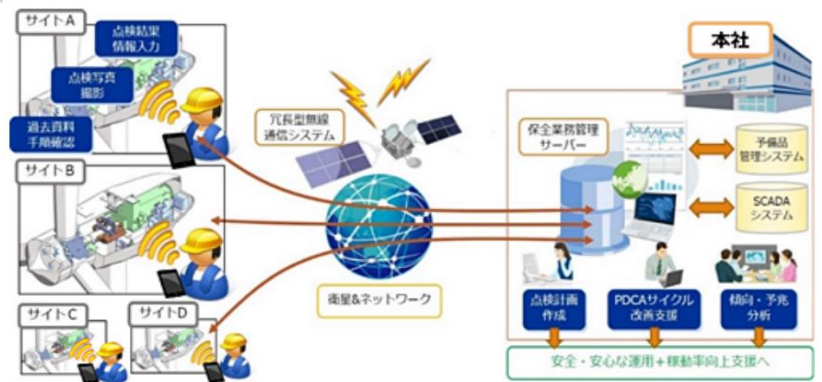 サイトA
点検結果
情報入力
点検写真
撮影
過去資料
手順確認
サイトB
サイトC
サイトD
冗長型無線
通信システム
衛星&ネットワーク
本社
保全業務管理
サーバー
予備品
管理システム
SCADA
システム
点検計画
作成
PDCAサイクル
改善支援
傾向・予兆
分析
安全・安心な運用+稼動率向上支援へ